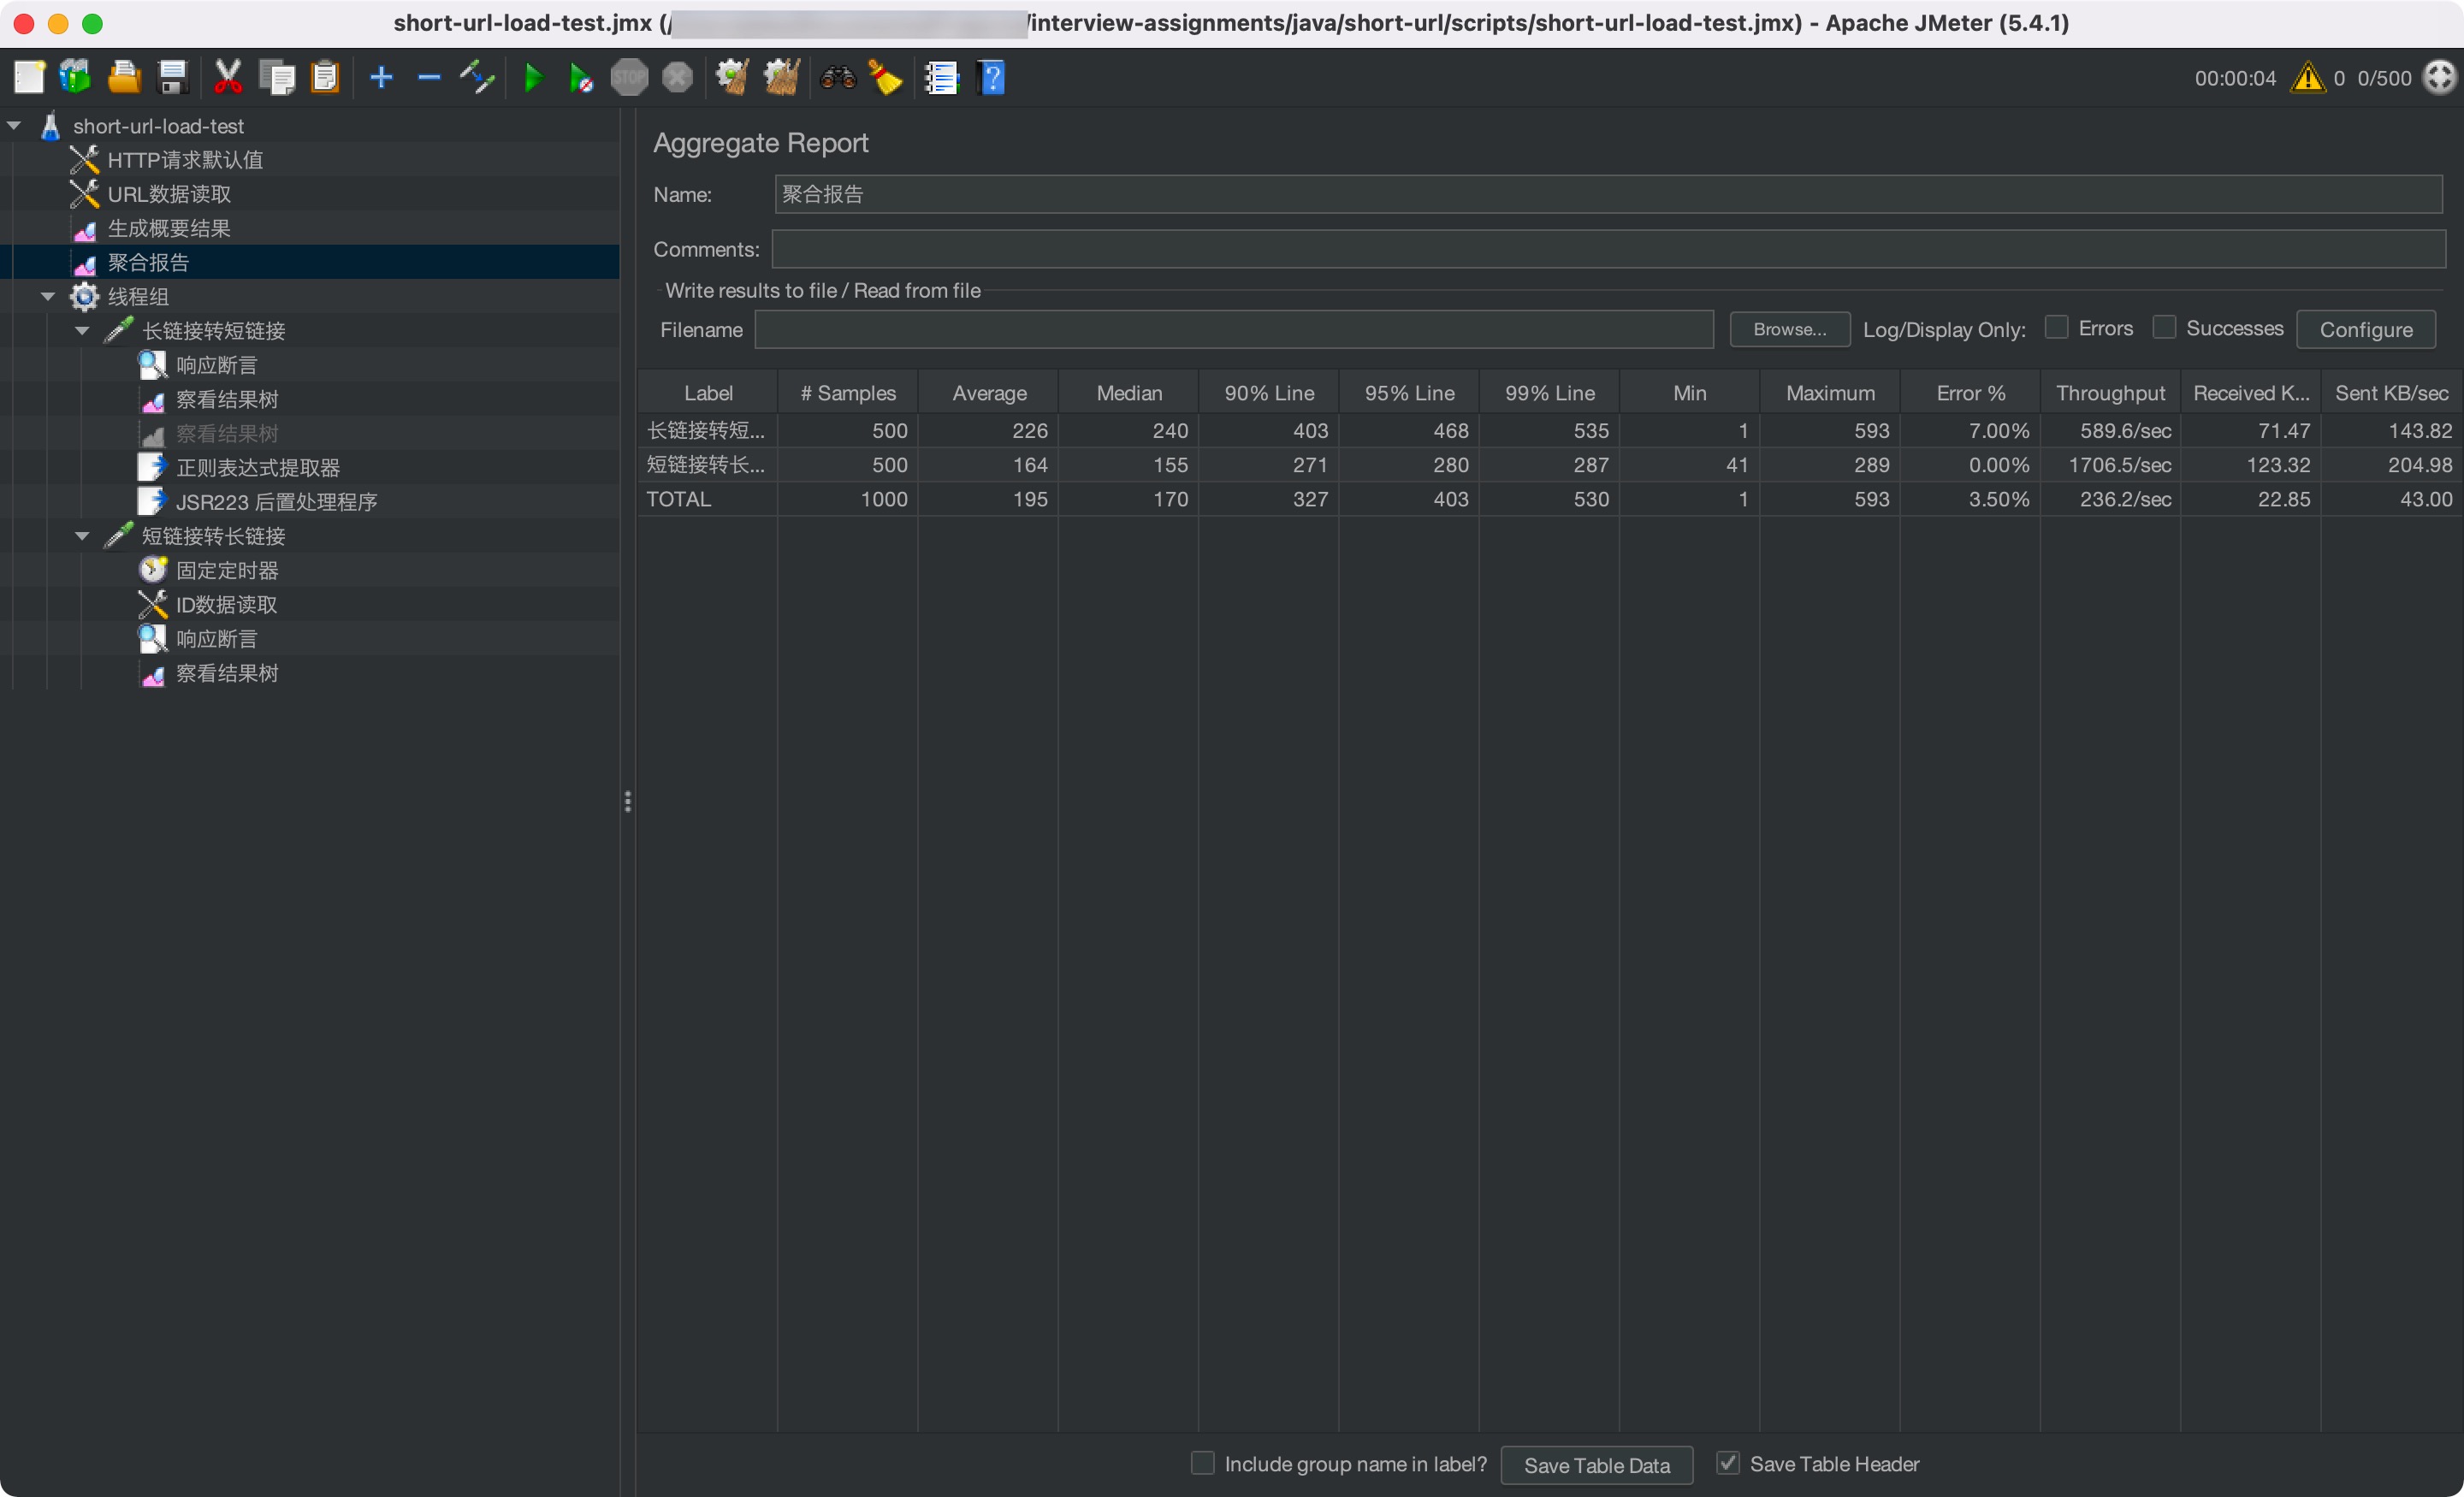 short-url-load-test.jmx (/ /interview-assignments/java/short-url/scripts/short-url-load-test.jmx) - Apache JMeter (5.4.1)
STOP
00:00:04 0 0/500
short-url-load-test
HTTP请求默认值
URL数据读取
生成概要结果
聚合报告
线程组
长链接转短链接
响应断言
察看结果树
察看结果树
正则表达式提取器
JSR223 后置处理程序
短链接转长链接
固定定时器
ID数据读取
响应断言
察看结果树
Aggregate Report
Name: 聚合报告
Comments:
Write results to file / Read from file
Filename Browse... Log/Display Only: Errors Successes Configure
Label # Samples Average Median 90% Line 95% Line 99% Line Min Maximum Error % Throughput Received K... Sent KB/sec
长链接转短... 500 226 240 403 468 535 1 593 7.00% 589.6/sec 71.47 143.82
短链接转长... 500 164 155 271 280 287 41 289 0.00% 1706.5/sec 123.32 204.98
TOTAL 1000 195 170 327 403 530 1 593 3.50% 236.2/sec 22.85 43.00
Include group name in label? Save Table Data Save Table Header